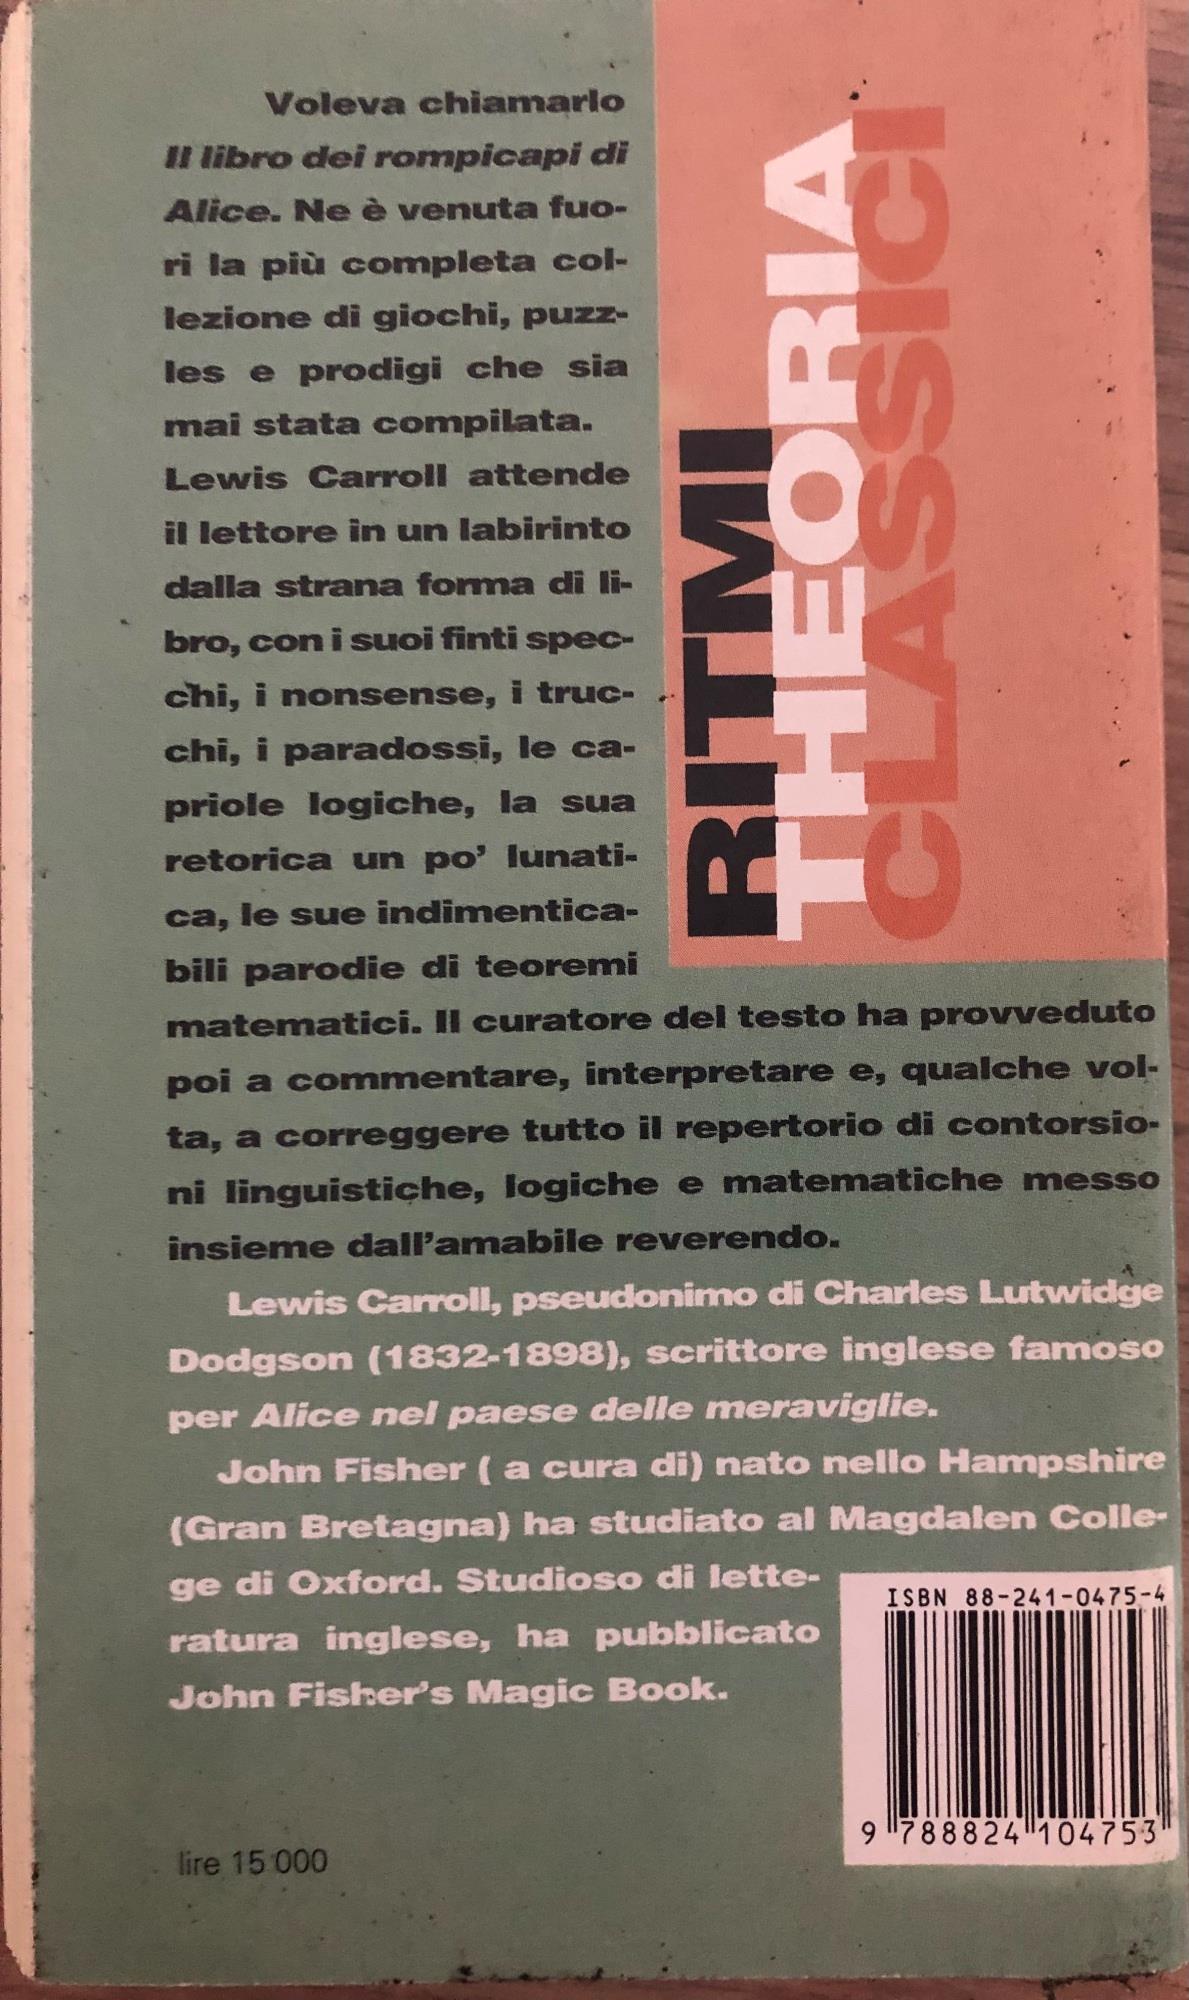 Voleva chiamarlo
Il libro dei rompicapi di
Alice. Ne è venuta fuo-
ri la più completa col-
lezione di giochi, puzz-
les e prodigi che sia
mai stata compilata.
Lewis Carroll attende
il lettore in un labirinto
dalla strana forma di li-
bro, con i suoi finti spec-
chi, i nonsense, i truc-
chi, i paradossi, le ca-
priole logiche, la sua
retorica un po' lunati-
ca, le sue indimentica-
bili parodie di teoremi
matematici. Il curatore del testo ha provveduto
poi a commentare, interpretare e, qualche vol-
ta, a correggere tutto il repertorio di contorsio-
ni linguistiche, logiche e matematiche messo
insieme dall'amabile reverendo.
Lewis Carroll, pseudonimo di Charles Lutwidge
Dodgson (1832-1898), scrittore inglese famoso
per Alice nel paese delle meraviglie.
John Fisher ( a cura di) nato nello Hampshire
(Gran Bretagna) ha studiato al Magdalen Colle-
ge di Oxford. Studioso di lette-
ratura inglese, ha pubblicato
John Fisher's Magic Book.
RITMI
THEORIA
CLASSICI
ISBN 88-241-0475-4
9 788824 104753
lire 15 000